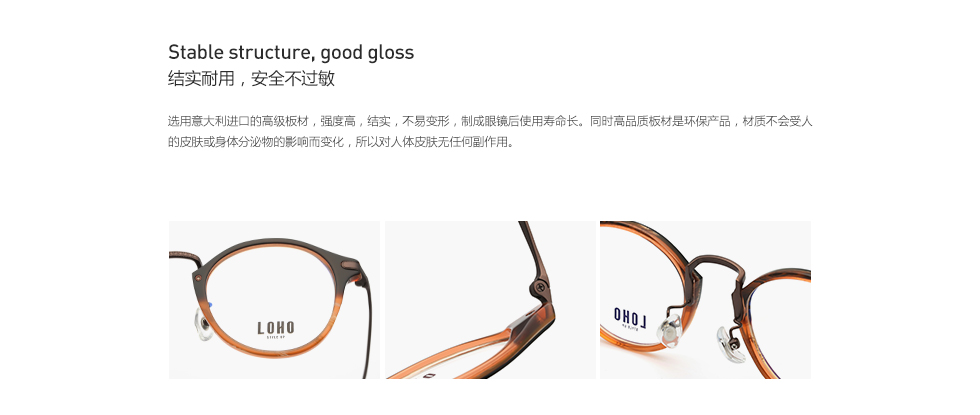 Stable structure, good gloss
结实耐用，安全不过敏
选用意大利进口的高级板材，强度高，结实，不易变形，制成眼镜后使用寿命长。同时高品质板材是环保产品，材质不会受人
的皮肤或身体分泌物的影响而变化，所以对人体皮肤无任何副作用。
LOHO
LOHO